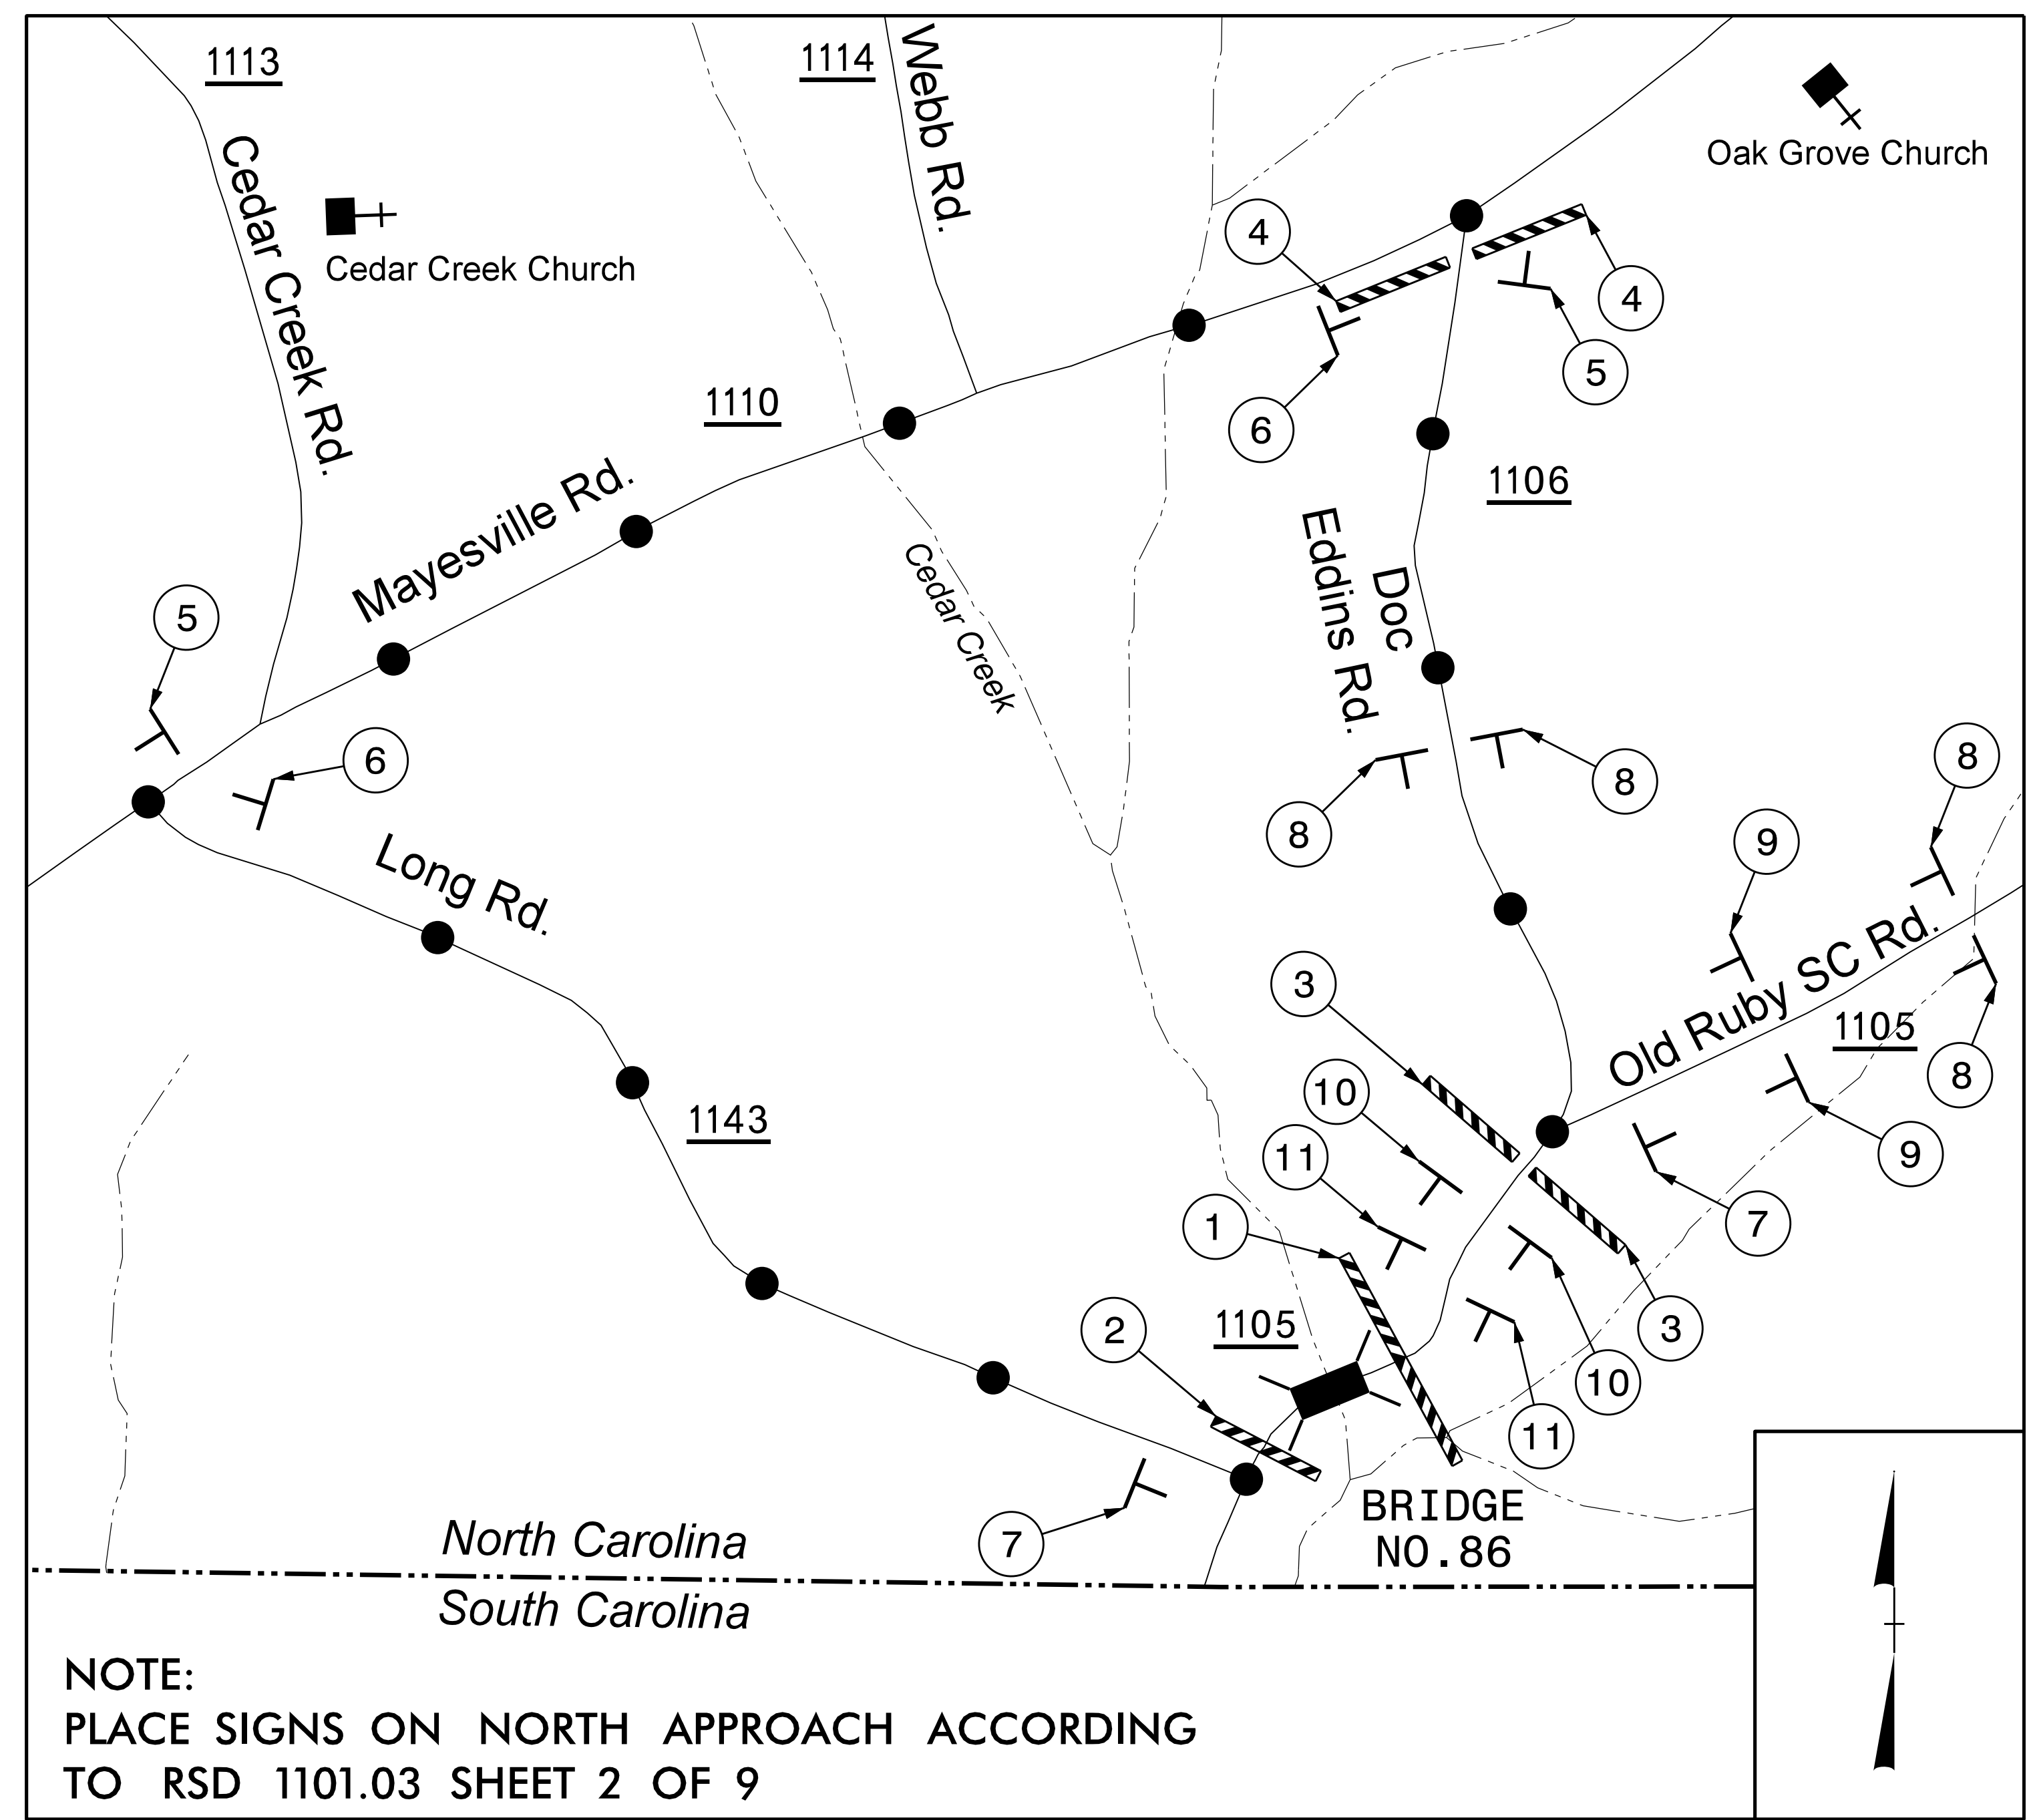 1113
1114
Webb Rd.
Oak Grove Church
Cedar Creek Rd.
Cedar Creek Church
4
4
5
6
1110
1106
Mayesville Rd.
Cedar Creek
Doc
Eddins Rd.
5
6
8
8
8
9
Long Rd.
3
Old Ruby SC Rd.
1105
8
10
9
11
1143
7
1
1105
2
3
10
11
BRIDGE
NO.86
7
North Carolina
South Carolina
NOTE:
PLACE SIGNS ON NORTH APPROACH ACCORDING
TO RSD 1101.03 SHEET 2 OF 9